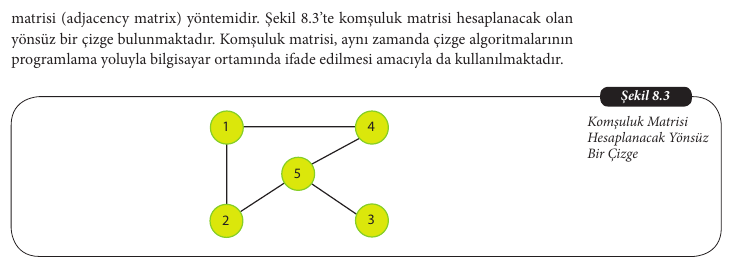 matrisi (adjacency matrix) yöntemidir. Şekil 8.3’te komşuluk matrisi hesaplanacak olan
yönsüz bir çizge bulunmaktadır. Komşuluk matrisi, aynı zamanda çizge algoritmalarının
programlama yoluyla bilgisayar ortamında ifade edilmesi amacıyla da kullanılmaktadır.
Şekil 8.3
Komşuluk Matrisi
Hesaplanacak Yönsüz
Bir Çizge
1
4
5
2
3